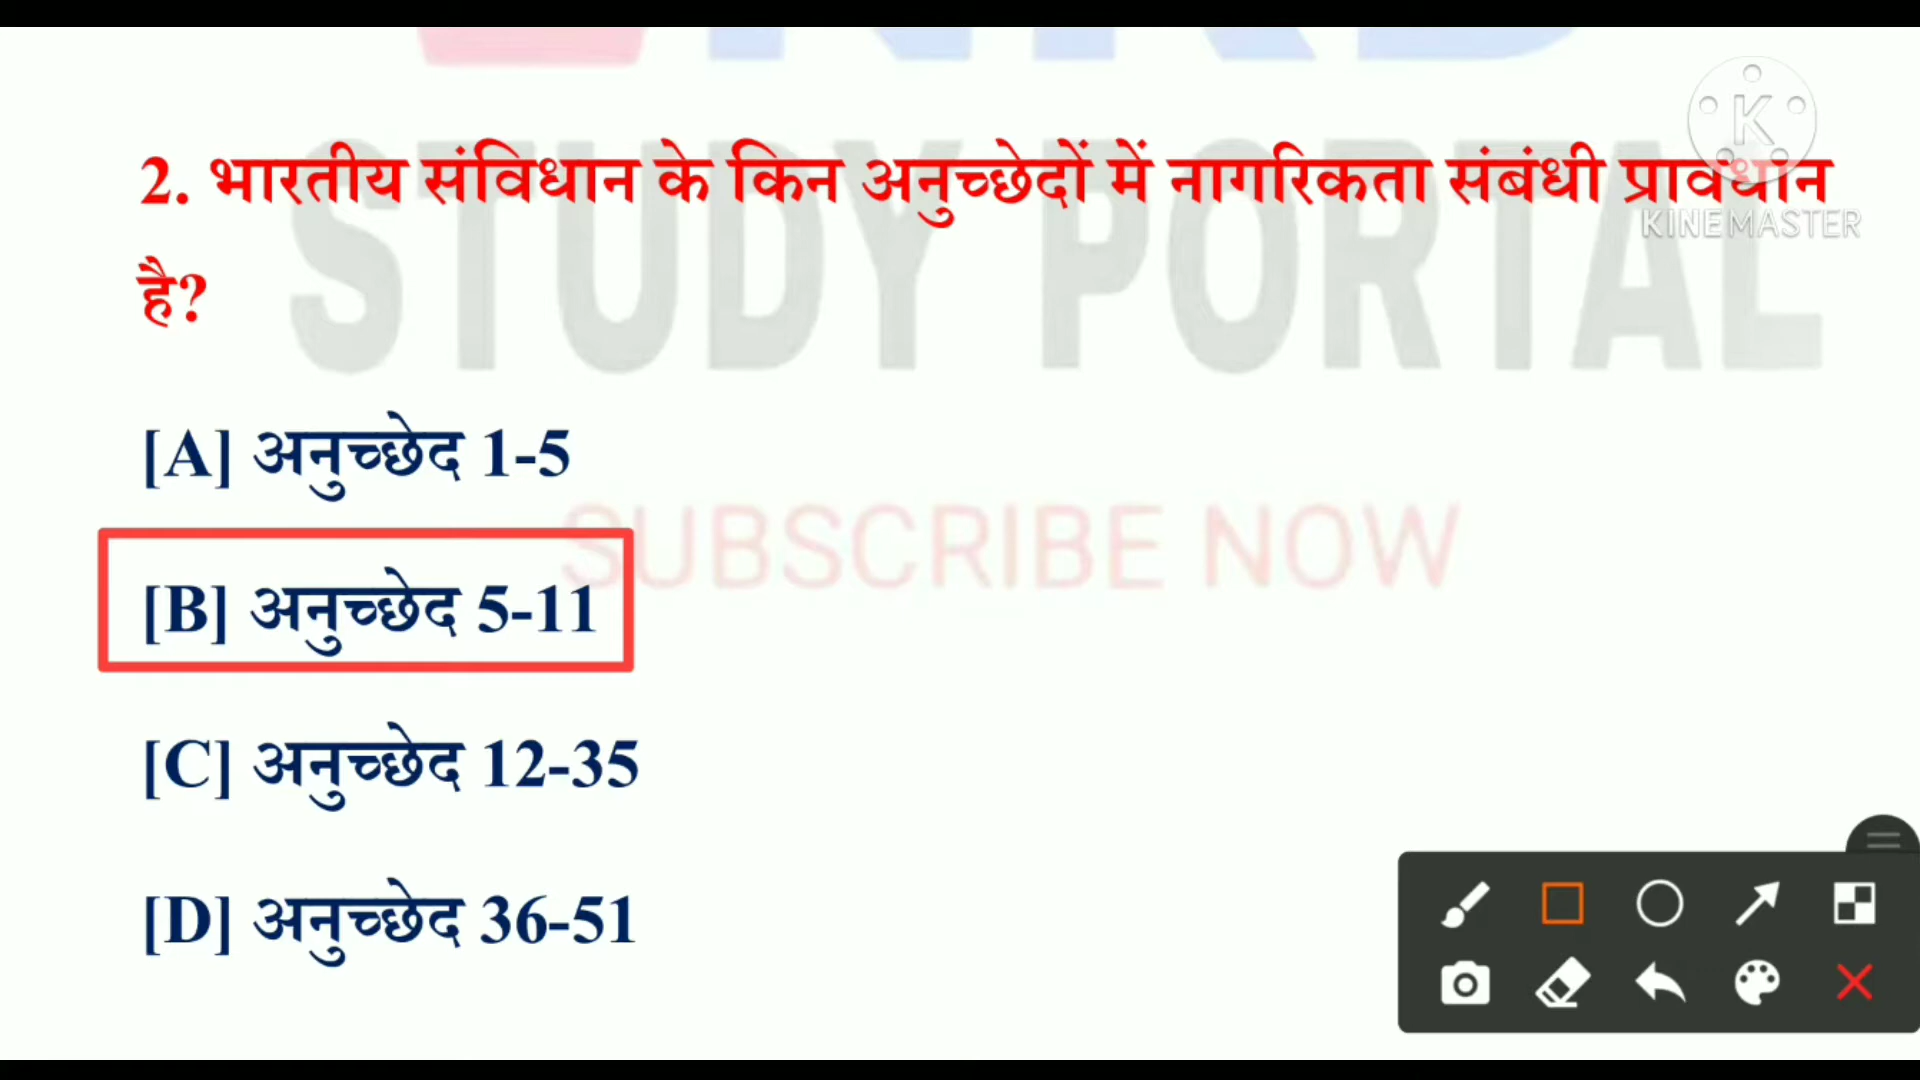 2. भारतीय संविधान के किन अनुच्छेदों में नागरिकता संबंधी प्रावधान
है?
KINEMASTER
STUDY PORTAL
[A] अनुच्छेद 1-5
SUBSCRIBE NOW
[B] अनुच्छेद 5-11
[C] अनुच्छेद 12-35
[D] अनुच्छेद 36-51